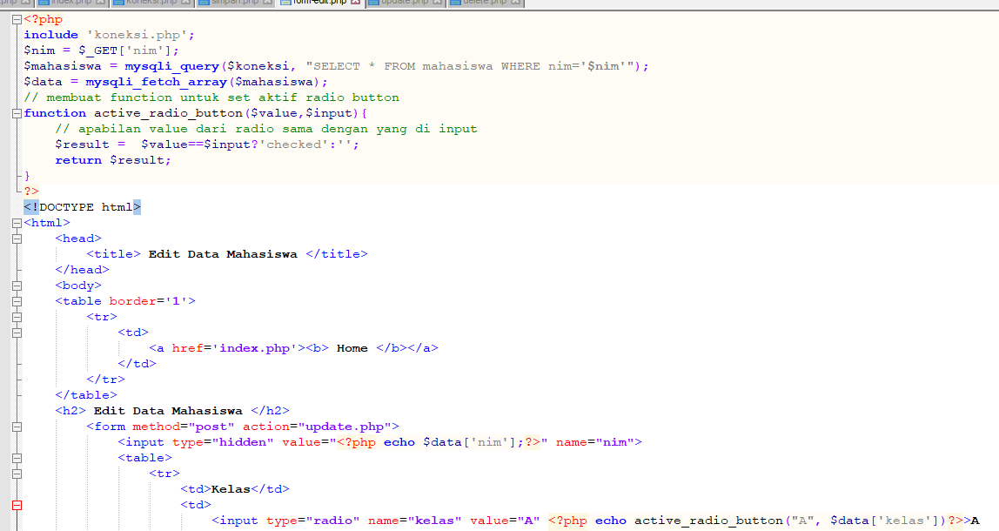 .php index.php koneksi.php simpan.php form-edit.php update.php delete.php
<?php
include 'koneksi.php';
$nim = $_GET['nim'];
$mahasiswa = mysqli_query($koneksi, "SELECT * FROM mahasiswa WHERE nim='$nim'");
$data = mysqli_fetch_array($mahasiswa);
// membuat function untuk set aktif radio button
function active_radio_button($value,$input){
    // apabilan value dari radio sama dengan yang di input
    $result =  $value==$input?'checked':'';
    return $result;
}
?>
<!DOCTYPE html>
<html>
    <head>
        <title> Edit Data Mahasiswa </title>
    </head>
    <body>
    <table border='1'>
        <tr>
            <td>
                <a href='index.php'><b> Home </b></a>
            </td>
        </tr>
    </table>
    <h2> Edit Data Mahasiswa </h2>
        <form method="post" action="update.php">
            <input type="hidden" value="<?php echo $data['nim'];?>" name="nim">
            <table>
                <tr>
                    <td>Kelas</td>
                    <td>
                        <input type="radio" name="kelas" value="A" <?php echo active_radio_button("A", $data['kelas'])?>>A